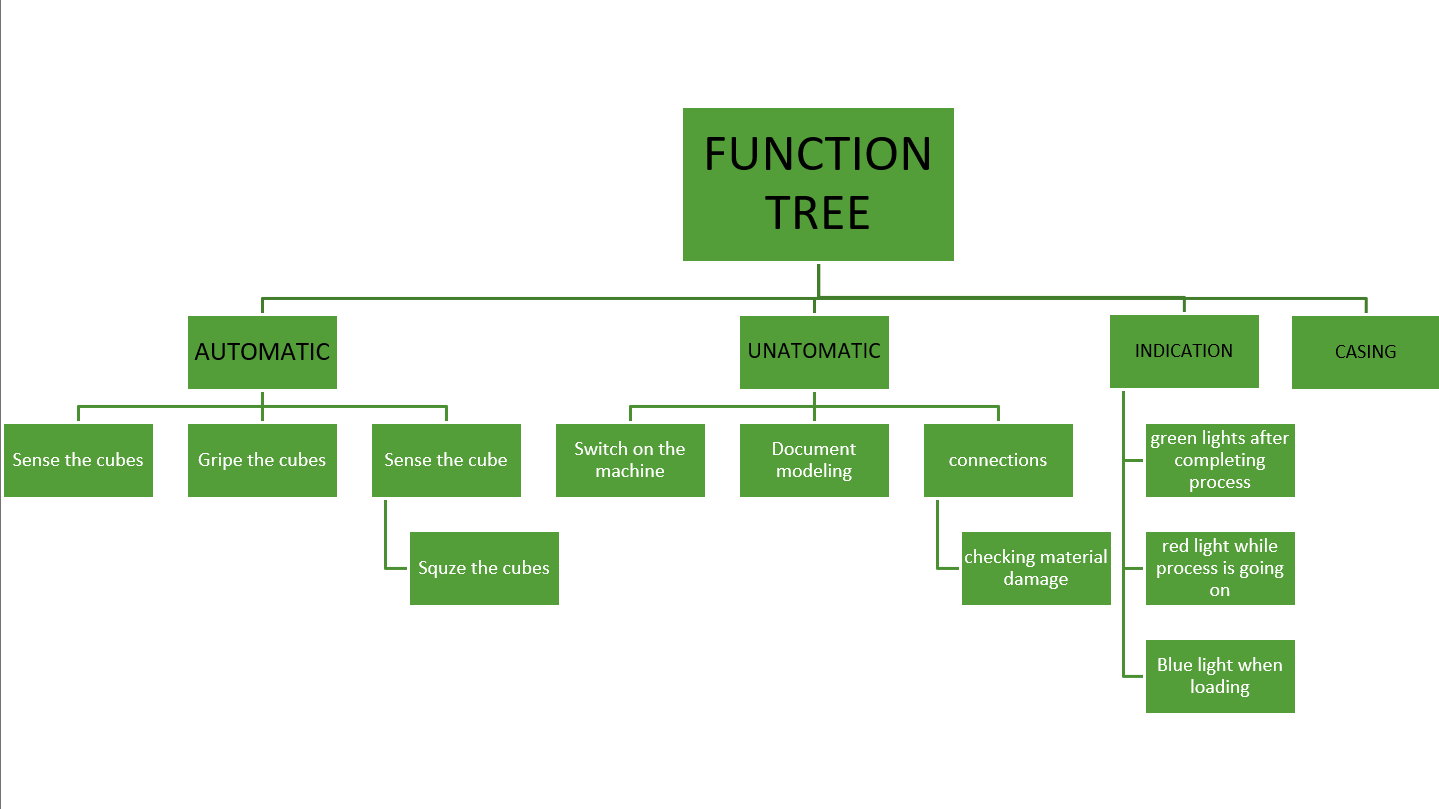 FUNCTION
TREE
AUTOMATIC
UNATOMATIC
INDICATION
CASING
Sense the cubes
Gripe the cubes
Sense the cube
Switch on the
machine
Document
modeling
connections
green lights after
completing
process
Squze the cubes
checking material
damage
red light while
process is going
on
Blue light when
loading